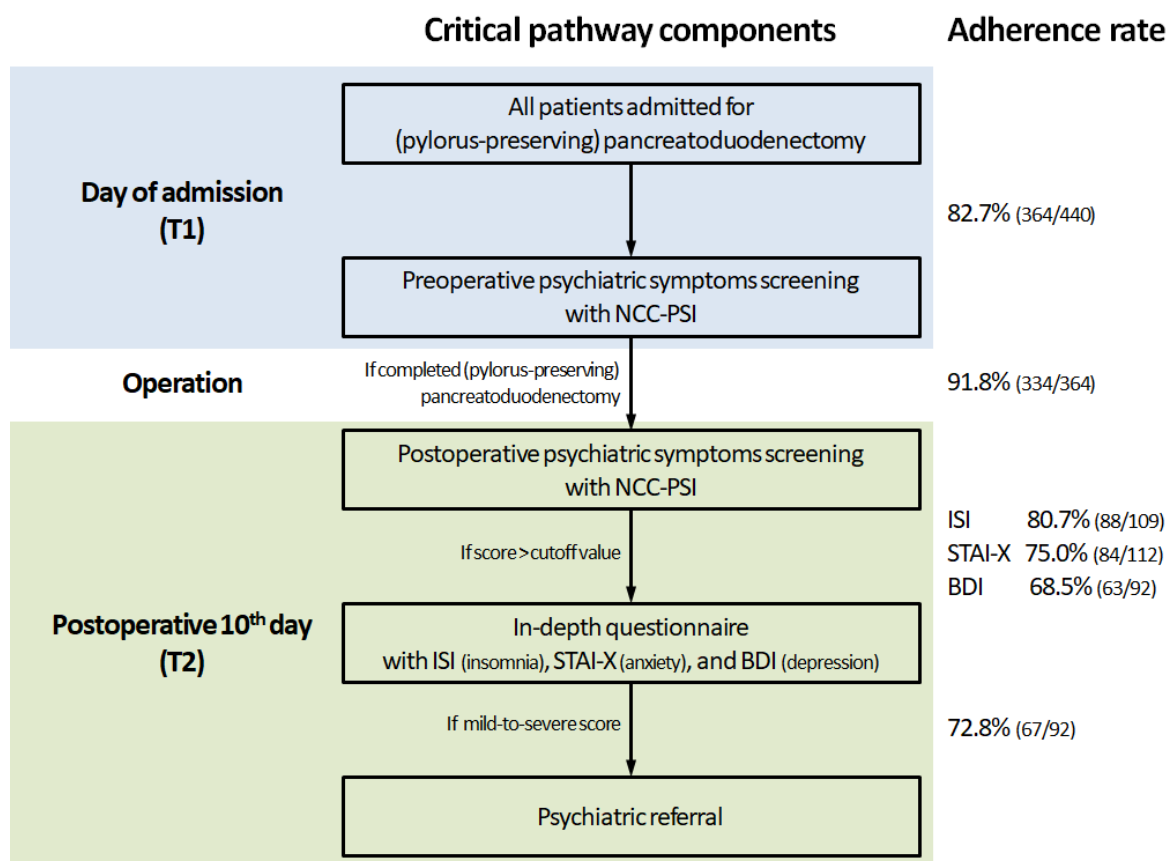 Critical pathway components
Adherence rate
All patients admitted for
(pylorus-preserving) pancreatoduodenectomy
Day of admission
(T1)
82.7% (364/440)
Preoperative psychiatric symptoms screening
with NCC-PSI
Operation
If completed (pylorus-preserving)
pancreatoduodenectomy
91.8% (334/364)
Postoperative psychiatric symptoms screening
with NCC-PSI
If score > cutoff value
ISI 80.7% (88/109)
STAI-X 75.0% (84/112)
BDI 68.5% (63/92)
Postoperative 10th day
(T2)
In-depth questionnaire
with ISI (insomnia), STAI-X (anxiety), and BDI (depression)
If mild-to-severe score
72.8% (67/92)
Psychiatric referral